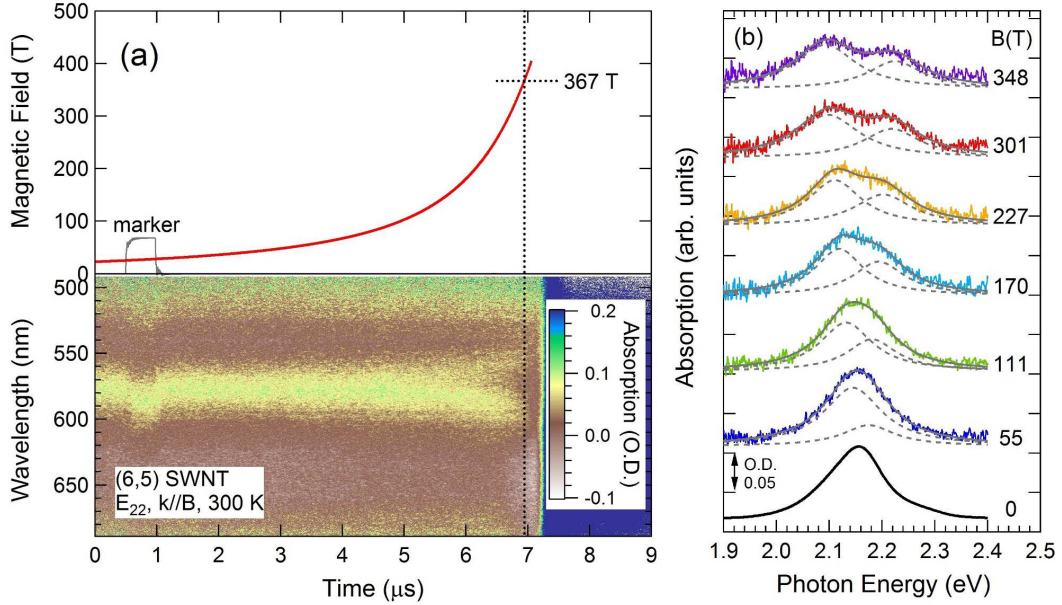 (a)
Magnetic Field (T)
500
400
300
200
100
0
367 T
marker
Wavelength (nm)
500
550
600
650
(6,5) SWNT
E22, k//B, 300 K
0.2
0.1
0.0
-0.1
Absorption (O.D.)
0 1 2 3 4 5 6 7 8 9
Time (μs)
(b)
B(T)
348
301
227
170
111
55
0
O.D.
0.05
Absorption (arb. units)
1.9 2.0 2.1 2.2 2.3 2.4 2.5
Photon Energy (eV)